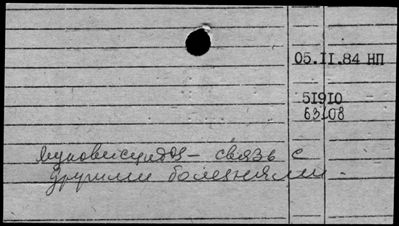 05.II.84 НП
51910
63108
Муковисцидоз – связь с
другими болезнями.